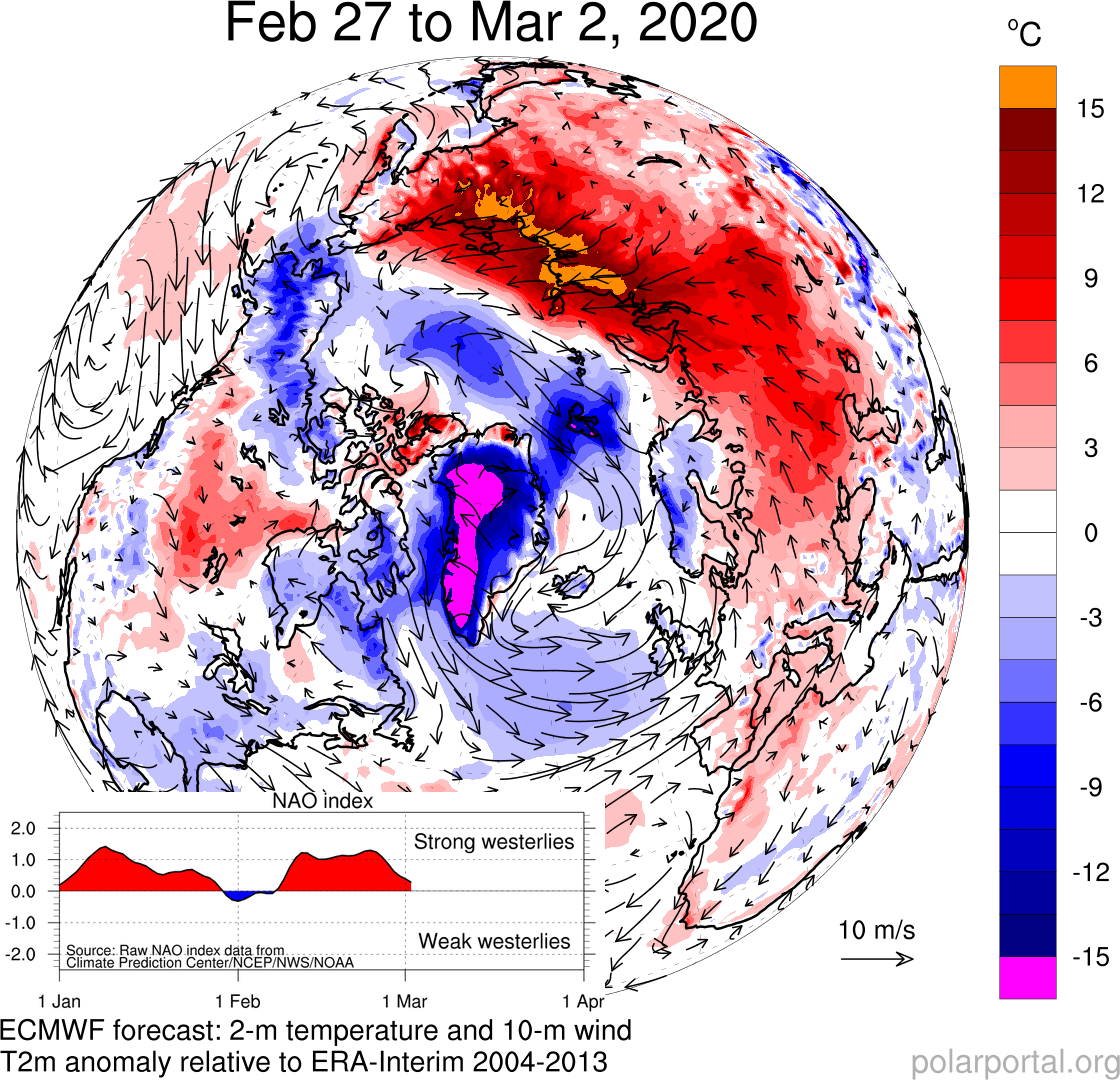 Feb 27 to Mar 2, 2020
°C
15
12
9
6
3
0
-3
-6
-9
-12
-15
NAO index
2.0
1.0
0.0
-1.0
-2.0
Strong westerlies
Weak westerlies
Source: Raw NAO index data from
Climate Prediction Center/NCEP/NWS/NOAA
1 Jan 1 Feb 1 Mar 1 Apr
10 m/s
ECMWF forecast: 2-m temperature and 10-m wind
T2m anomaly relative to ERA-Interim 2004-2013
polarportal.org